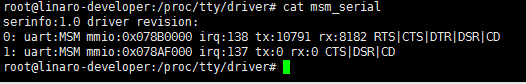 root@linaro-developer:/proc/tty/driver# cat msm_serial
serinfo:1.0 driver revision:
0: uart:MSM mmio:0x078B0000 irq:138 tx:10791 rx:8182 RTS|CTS|DTR|DSR|CD
1: uart:MSM mmio:0x078AF000 irq:137 tx:0 rx:0 CTS|DSR|CD
root@linaro-developer:/proc/tty/driver#